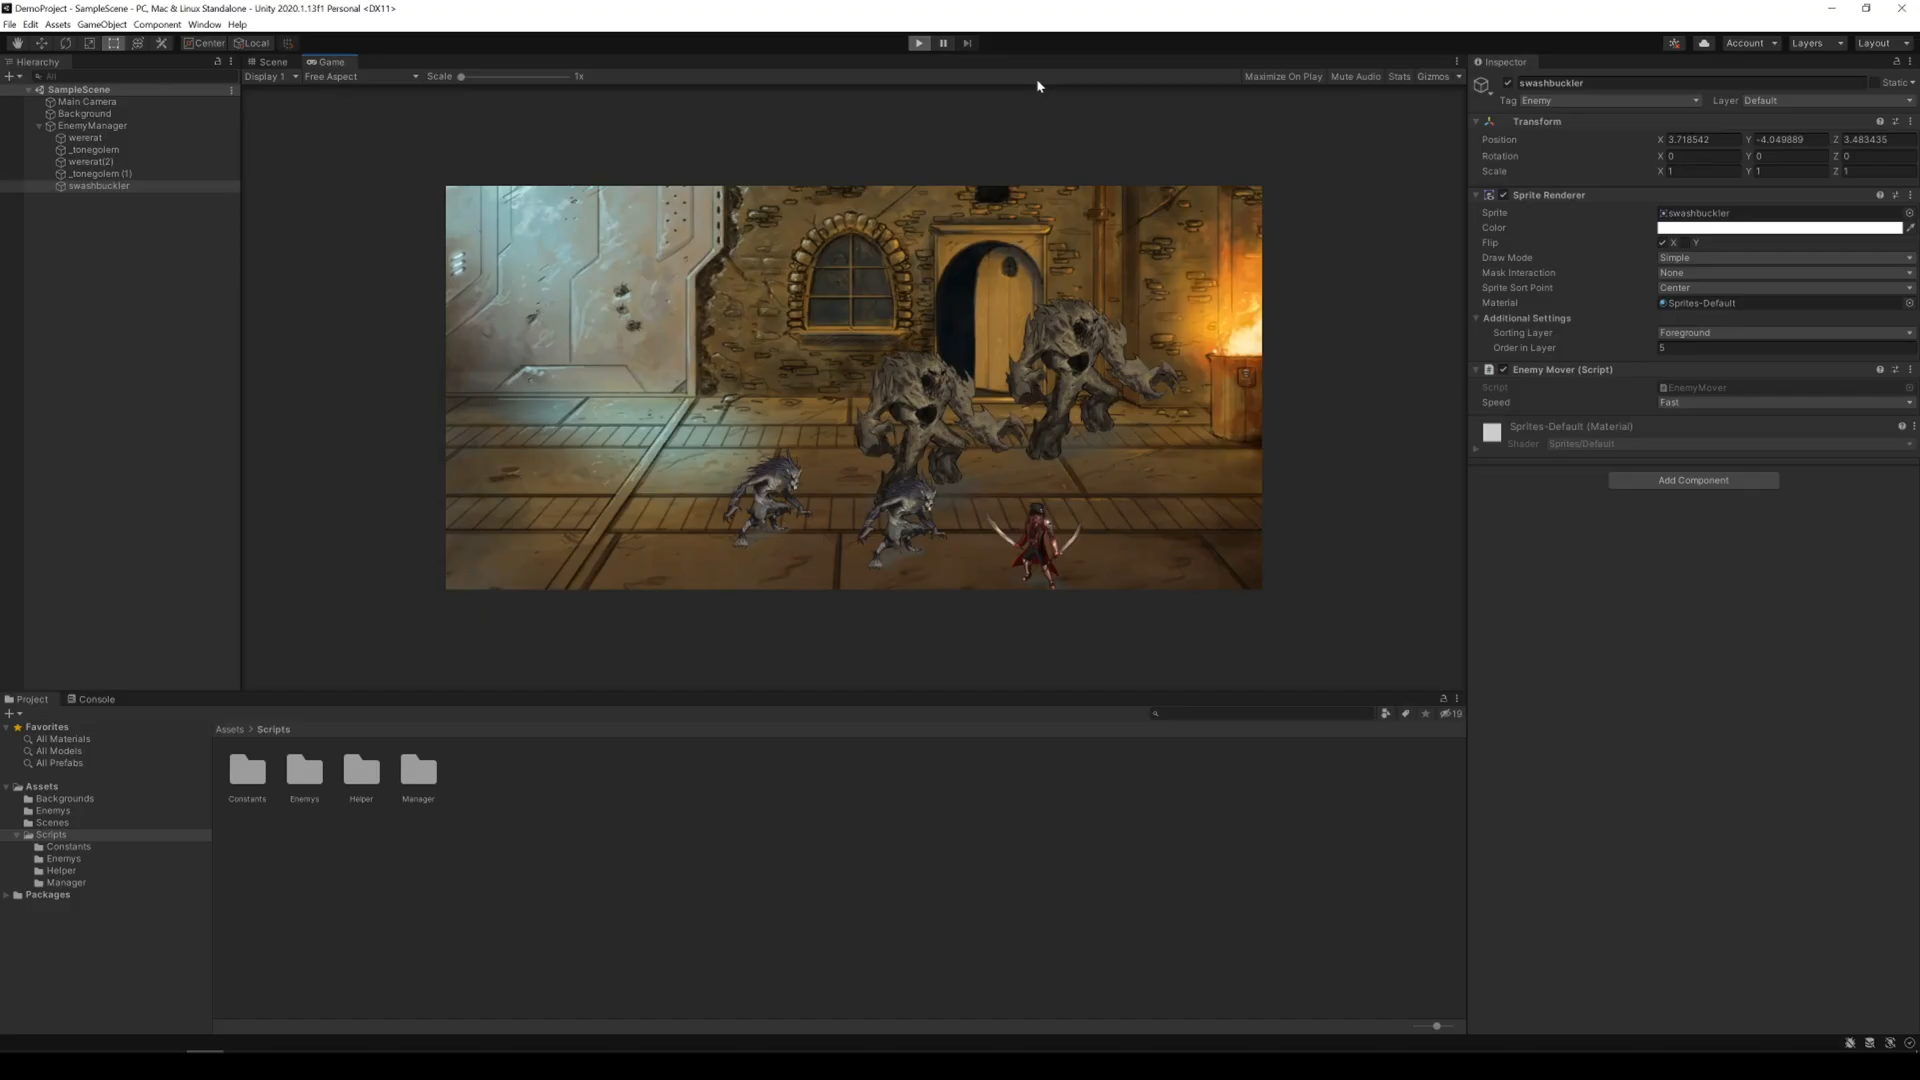 DemoProject - SampleScene - PC, Mac & Linux Standalone - Unity 2020.1.13f1 Personal <DX11>
File Edit Assets GameObject Component Window Help
Center Local
Account Layers Layout
Hierarchy
Scene Game
Inspector
All
Display 1 Free Aspect Scale 1x
Maximize On Play Mute Audio Stats Gizmos
SampleScene
Main Camera
Background
EnemyManager
wererat
_tonegolem
wererat(2)
_tonegolem (1)
swashbuckler
swashbuckler Static
Tag Enemy Layer Default
Transform
Position X 3.718542 Y -4.049889 Z 3.483435
Rotation X 0 Y 0 Z 0
Scale X 1 Y 1 Z 1
Sprite Renderer
Sprite swashbuckler
Color
Flip X Y
Draw Mode Simple
Mask Interaction None
Sprite Sort Point Center
Material Sprites-Default
Additional Settings
Sorting Layer Foreground
Order in Layer 5
Enemy Mover (Script)
Script EnemyMover
Speed Fast
Sprites-Default (Material)
Shader Sprites/Default
Add Component
Project Console
19
Favorites
All Materials
All Models
All Prefabs
Assets
Backgrounds
Enemys
Scenes
Scripts
Constants
Enemys
Helper
Manager
Packages
Assets > Scripts
Constants Enemys Helper Manager